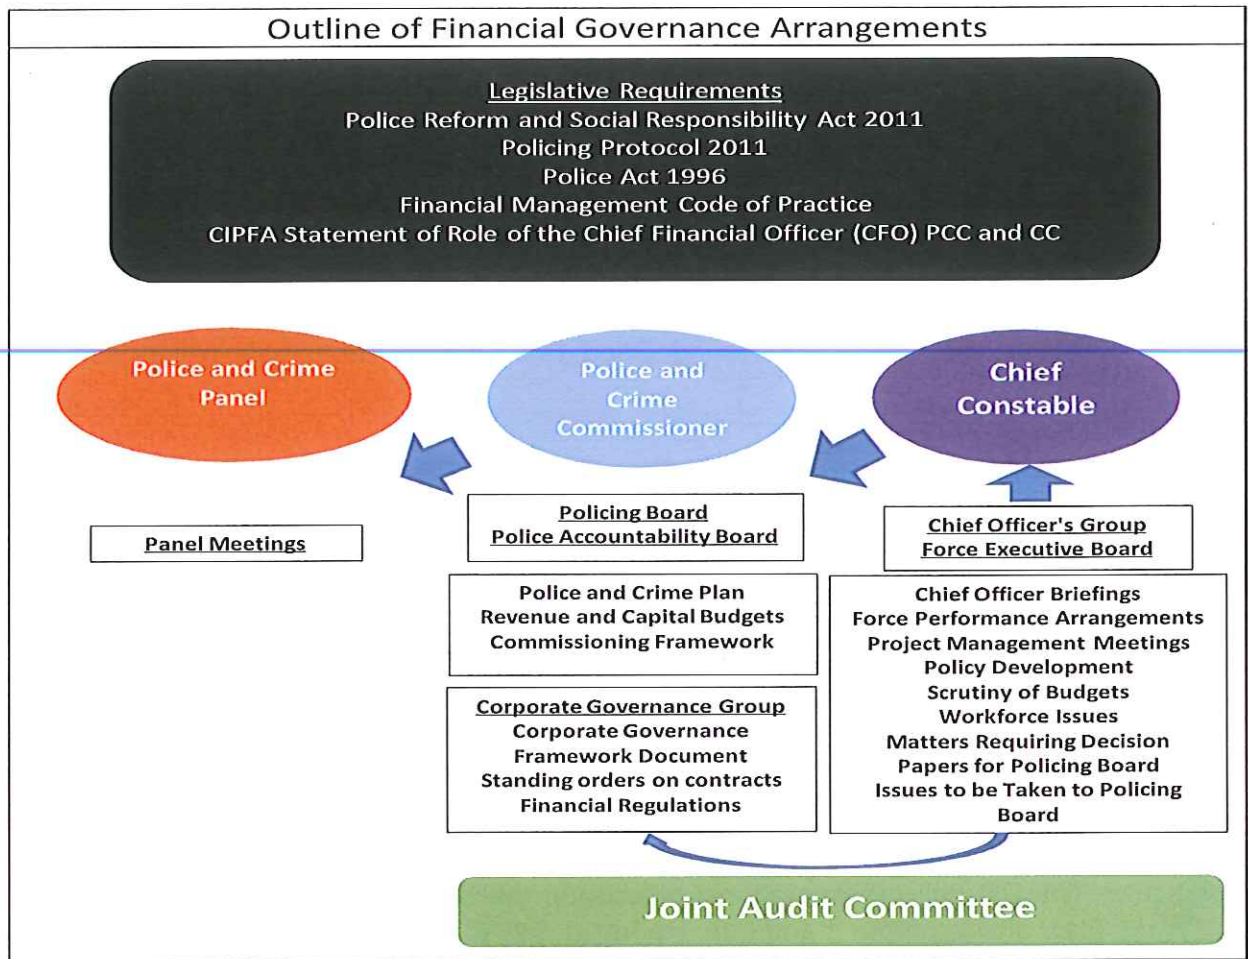 Outline of Financial Governance Arrangements
Legislative Requirements
Police Reform and Social Responsibility Act 2011
Policing Protocol 2011
Police Act 1996
Financial Management Code of Practice
CIPFA Statement of Role of the Chief Financial Officer (CFO) PCC and CC
Police and Crime
Panel
Police and
Crime
Commissioner
Chief
Constable
Panel Meetings
Policing Board
Police Accountability Board
Police and Crime Plan
Revenue and Capital Budgets
Commissioning Framework
Corporate Governance Group
Corporate Governance
Framework Document
Standing orders on contracts
Financial Regulations
Chief Officer's Group
Force Executive Board
Chief Officer Briefings
Force Performance Arrangements
Project Management Meetings
Policy Development
Scrutiny of Budgets
Workforce Issues
Matters Requiring Decision
Papers for Policing Board
Issues to be Taken to Policing
Board
Joint Audit Committee